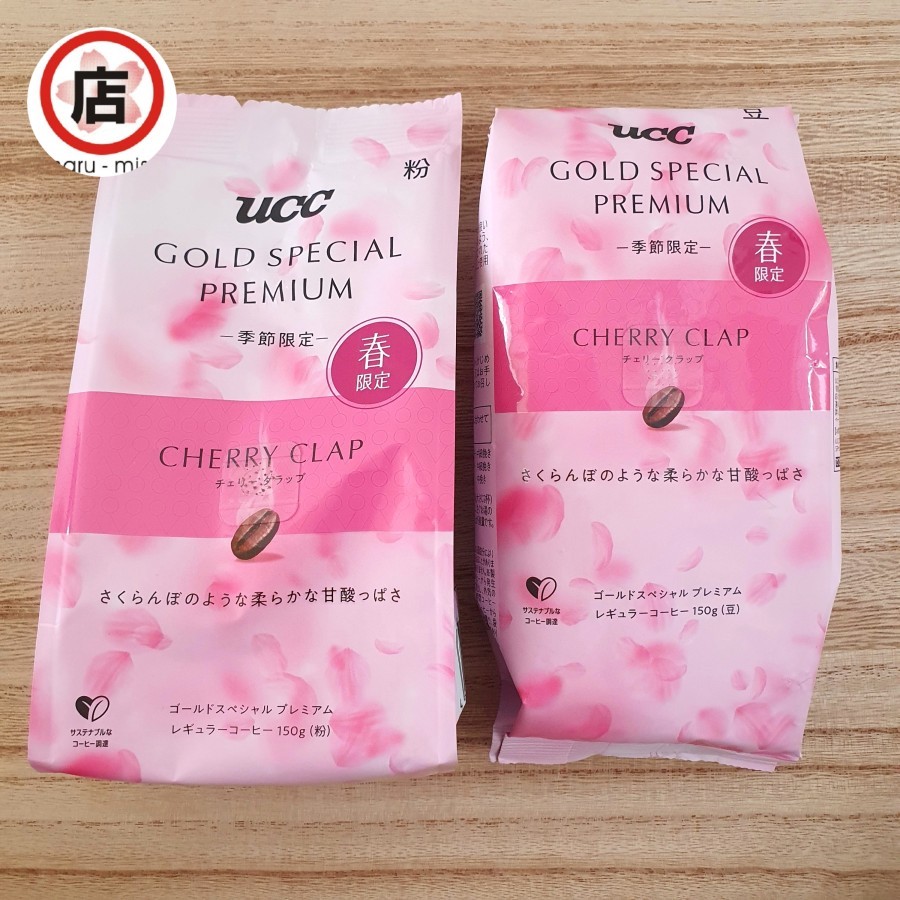 店
粉
ucc
GOLD SPECIAL
PREMIUM
季節限定
春
限定
CHERRY CLAP
チェリー クラップ
さくらんぼのような柔らかな甘酸っぱさ
サステナブルな
コーヒー調達
ゴールドスペシャル プレミアム
レギュラーコーヒー 150g (粉)
豆
ucc
GOLD SPECIAL
PREMIUM
季節限定
春
限定
CHERRY CLAP
チェリー クラップ
さくらんぼのような柔らかな甘酸っぱさ
サステナブルな
コーヒー調達
ゴールドスペシャル プレミアム
レギュラーコーヒー 150g (豆)